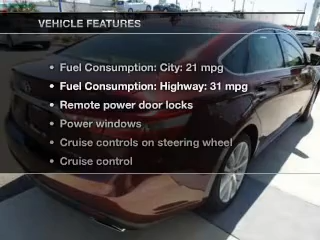 VEHICLE FEATURES
• Fuel Consumption: City: 21 mpg
• Fuel Consumption: Highway: 31 mpg
• Remote power door locks
• Power windows
• Cruise controls on steering wheel
• Cruise control